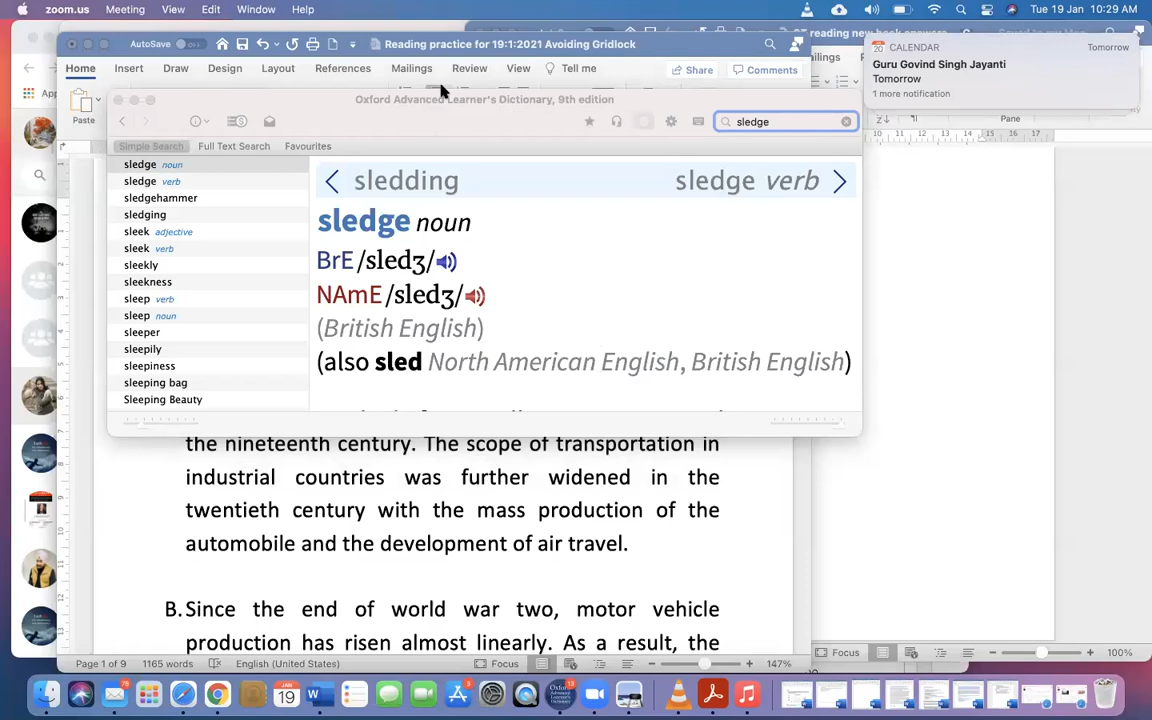 zoom.us Meeting View Edit Window Help
Tue 19 Jan 10:29 AM
AutoSave
Reading practice for 19:1:2021 Avoiding Gridlock
Home Insert Draw Design Layout References Mailings Review View Tell me
Share Comments
Paste
CALENDAR Tomorrow
Guru Govind Singh Jayanti
Tomorrow
1 more notification
Pane
Oxford Advanced Learner's Dictionary, 9th edition
sledge
Simple Search Full Text Search Favourites
sledge noun
sledge verb
sledgehammer
sledging
sleek adjective
sleek verb
sleekly
sleekness
sleep verb
sleep noun
sleeper
sleepily
sleepiness
sleeping bag
Sleeping Beauty
sledding sledge verb
sledge noun
BrE /sledʒ/
NAmE /sledʒ/
(British English)
(also sled North American English, British English)
the nineteenth century. The scope of transportation in
industrial countries was further widened in the
twentieth century with the mass production of the
automobile and the development of air travel.
B. Since the end of world war two, motor vehicle
production has risen almost linearly. As a result, the
Page 1 of 9 1165 words English (United States) Focus 147%
Focus 100%